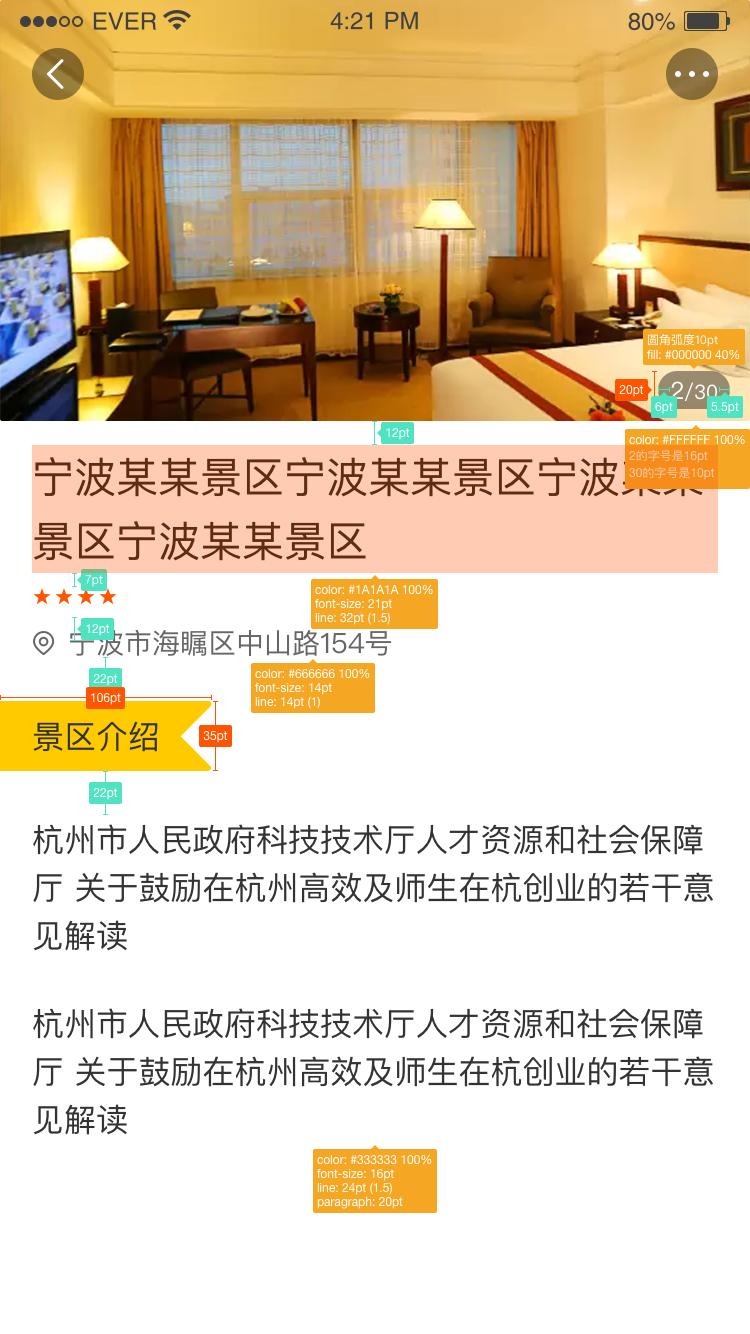 EVER
4:21 PM
80%
圆角弧度10pt
fill: #000000 40%
20pt
2/30
6pt
5.5pt
12pt
color: #FFFFFF 100%
2的字号是16pt
30的字号是10pt
宁波某某景区宁波某某景区宁波某某
景区宁波某某景区
7pt
color: #1A1A1A 100%
font-size: 21pt
line: 32pt (1.5)
12pt
宁波市海瞩区中山路154号
color: #666666 100%
font-size: 14pt
line: 14pt (1)
22pt
106pt
景区介绍
35pt
22pt
杭州市人民政府科技技术厅人才资源和社会保障
厅 关于鼓励在杭州高效及师生在杭创业的若干意
见解读
杭州市人民政府科技技术厅人才资源和社会保障
厅 关于鼓励在杭州高效及师生在杭创业的若干意
见解读
color: #333333 100%
font-size: 16pt
line: 24pt (1.5)
paragraph: 20pt